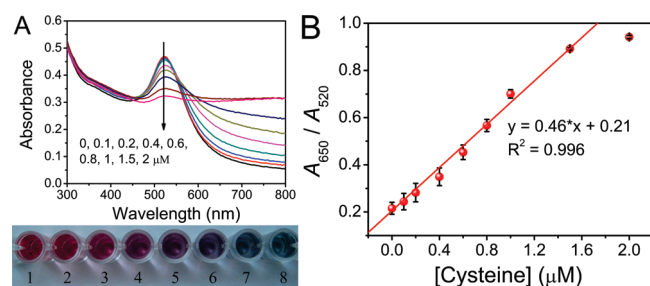 A
Absorbance
0.6
0.5
0.4
0.3
0.2
0.1
0.0
0, 0.1, 0.2, 0.4, 0.6,
0.8, 1, 1.5, 2 μM
300 400 500 600 700 800
Wavelength (nm)
1 2 3 4 5 6 7 8
B
A650 / A520
1.0
0.8
0.6
0.4
0.2
y = 0.46*x + 0.21
R² = 0.996
0.0 0.4 0.8 1.2 1.6 2.0
[Cysteine] (μM)